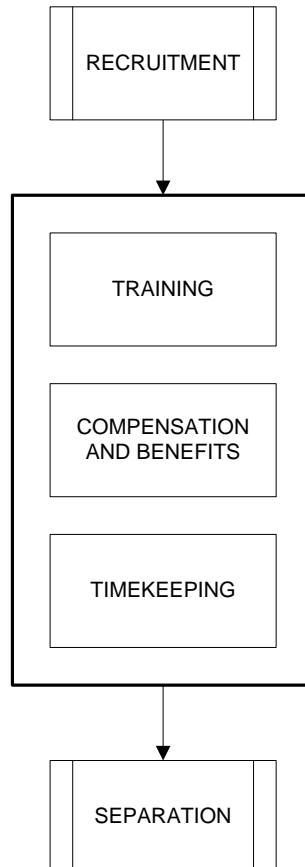 RECRUITMENT
TRAINING
COMPENSATION
AND BENEFITS
TIMEKEEPING
SEPARATION